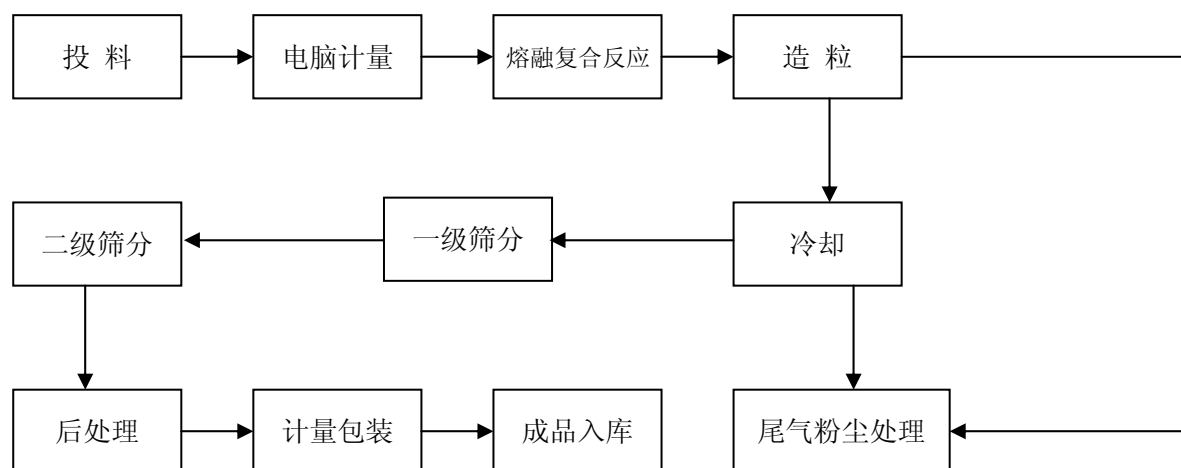 投 料
电脑计量
熔融复合反应
造 粒
二级筛分
一级筛分
冷却
后处理
计量包装
成品入库
尾气粉尘处理